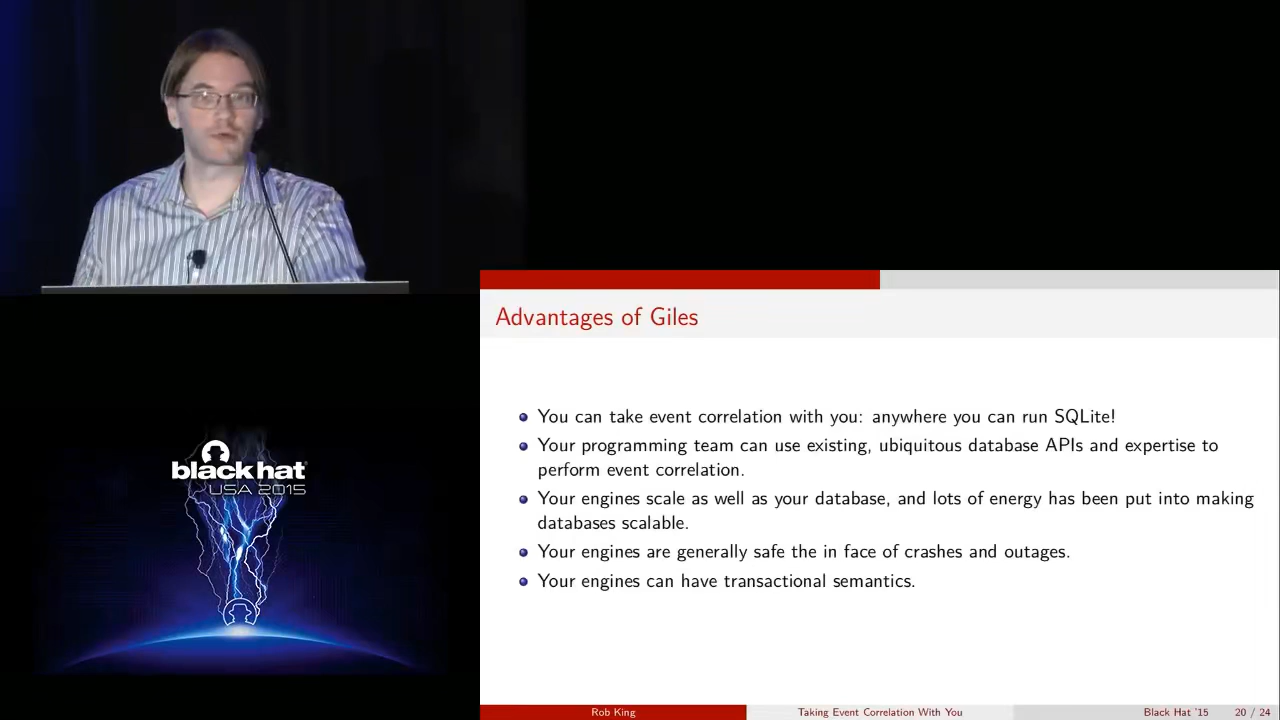 black hat
USA 2015
Advantages of Giles
You can take event correlation with you: anywhere you can run SQLite!
Your programming team can use existing, ubiquitous database APIs and expertise to
perform event correlation.
Your engines scale as well as your database, and lots of energy has been put into making
databases scalable.
Your engines are generally safe the in face of crashes and outages.
Your engines can have transactional semantics.
Rob King
Taking Event Correlation With You
Black Hat '15
20 / 24